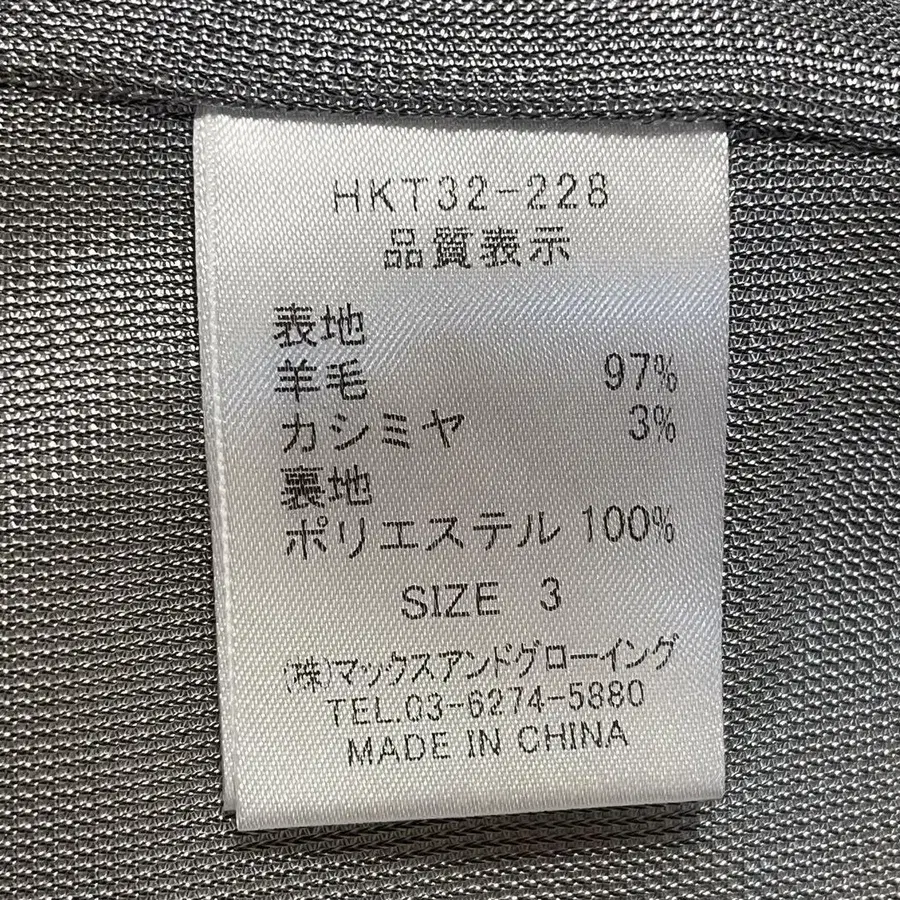 HKT32-228
品質表示
表地
羊毛 97%
カシミヤ 3%
裏地
ポリエステル 100%
SIZE 3
(株)マックスアンドグローイング
TEL.03-6274-5880
MADE IN CHINA